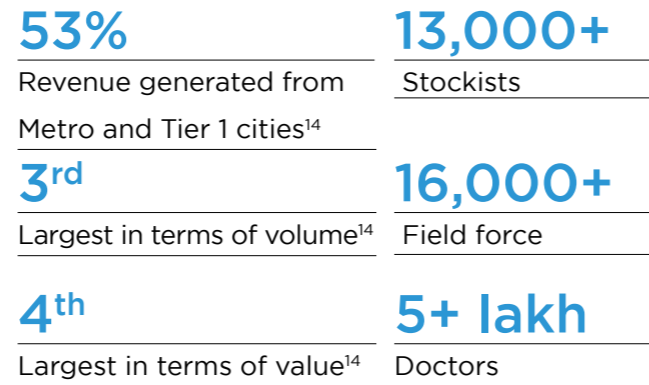 53%
Revenue generated from
Metro and Tier 1 cities¹⁴
3ʳᵈ
Largest in terms of volume¹⁴
4ᵗʰ
Largest in terms of value¹⁴
13,000+
Stockists
16,000+
Field force
5+ lakh
Doctors